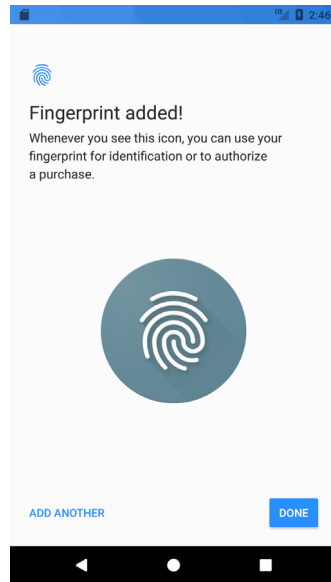 LTE 2:46
Fingerprint added!
Whenever you see this icon, you can use your
fingerprint for identification or to authorize
a purchase.
ADD ANOTHER
DONE